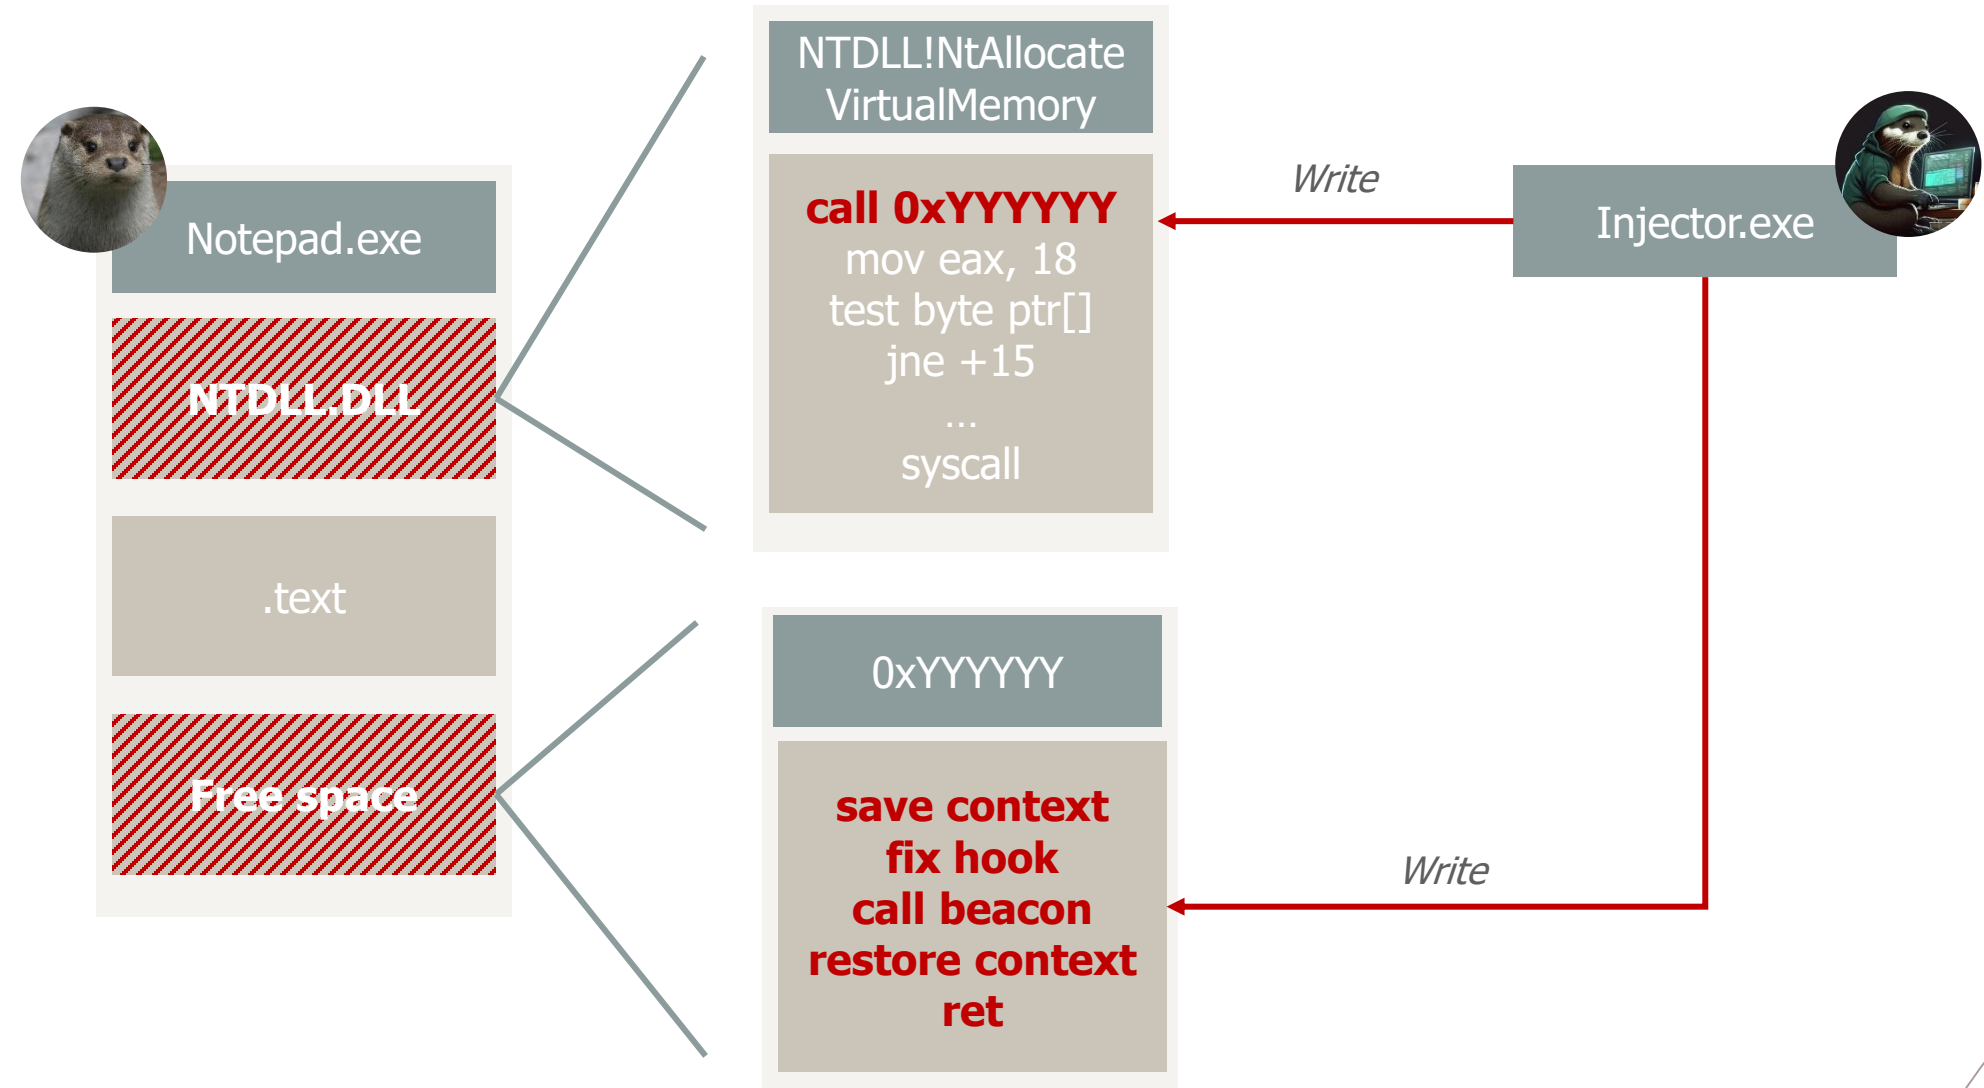 Notepad.exe
NTDLL.DLL
.text
Free space
NTDLL!NtAllocate
VirtualMemory
call 0xYYYYYY
mov eax, 18
test byte ptr[]
jne +15
...
syscall
0xYYYYYY
save context
fix hook
call beacon
restore context
ret
Write
Injector.exe
Write